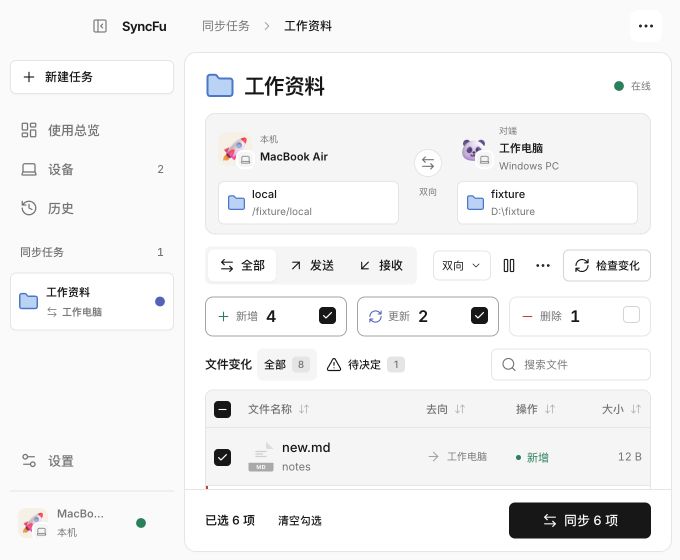 SyncFu
同步任务 > 工作资料
新建任务
使用总览
设备 2
历史
同步任务 1
工作资料
工作电脑
设置
MacBo...
本机
工作资料
在线
本机
MacBook Air
local
/fixture/local
双向
对端
工作电脑
Windows PC
fixture
D:\fixture
全部 发送 接收 双向 检查变化
新增 4 更新 2 删除 1
文件变化 全部 8 待决定 1 搜索文件
文件名称 去向 操作 大小
MD new.md 工作电脑 新增 12 B
notes
已选 6 项 清空勾选 同步 6 项